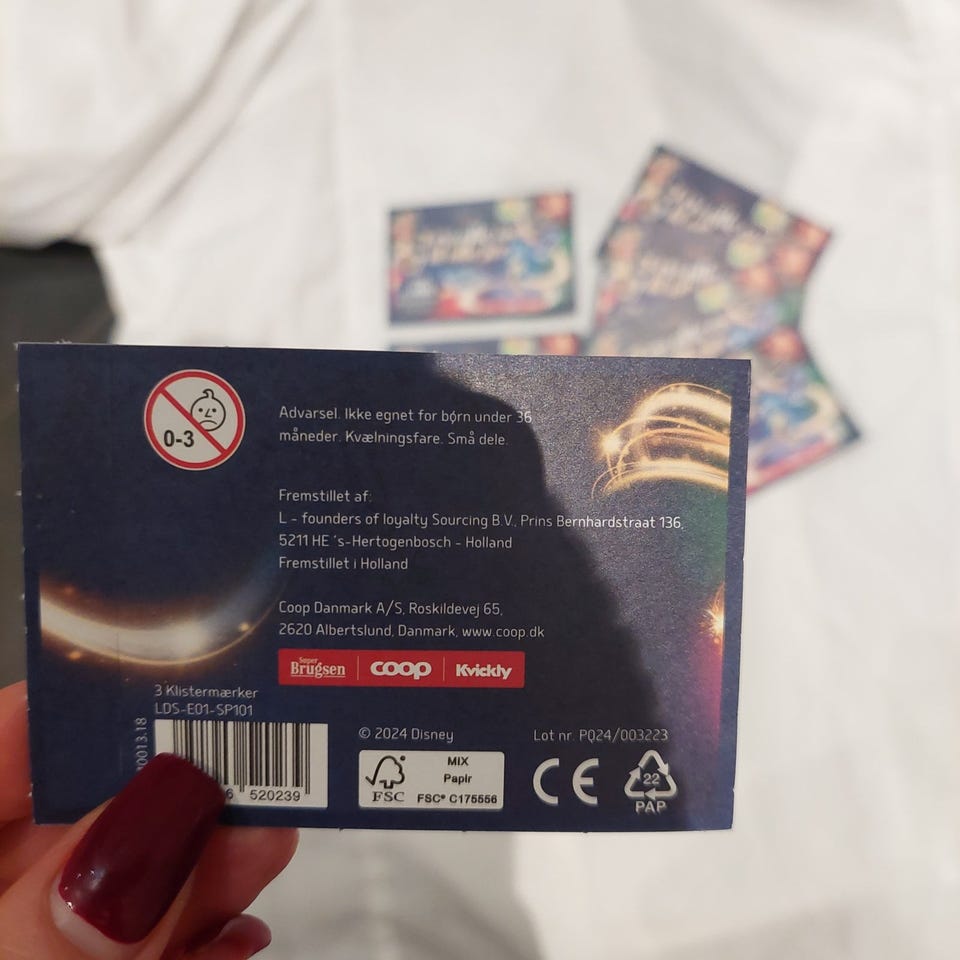 0-3
Advarsel. Ikke egnet for børn under 36
måneder. Kvælningsfare. Små dele.
Fremstillet af:
L - founders of loyalty Sourcing B.V., Prins Bernhardstraat 136,
5211 HE 's-Hertogenbosch - Holland
Fremstillet i Holland
Coop Danmark A/S, Roskildevej 65,
2620 Albertslund, Danmark, www.coop.dk
Super
Brugsen
coop
Kvickly
3 Klistermærker
LDS-E01-SP101
0013.18
6 520239
© 2024 Disney
FSC
MIX
Papir
FSC® C175556
Lot nr. PQ24/003223
CE
22
PAP